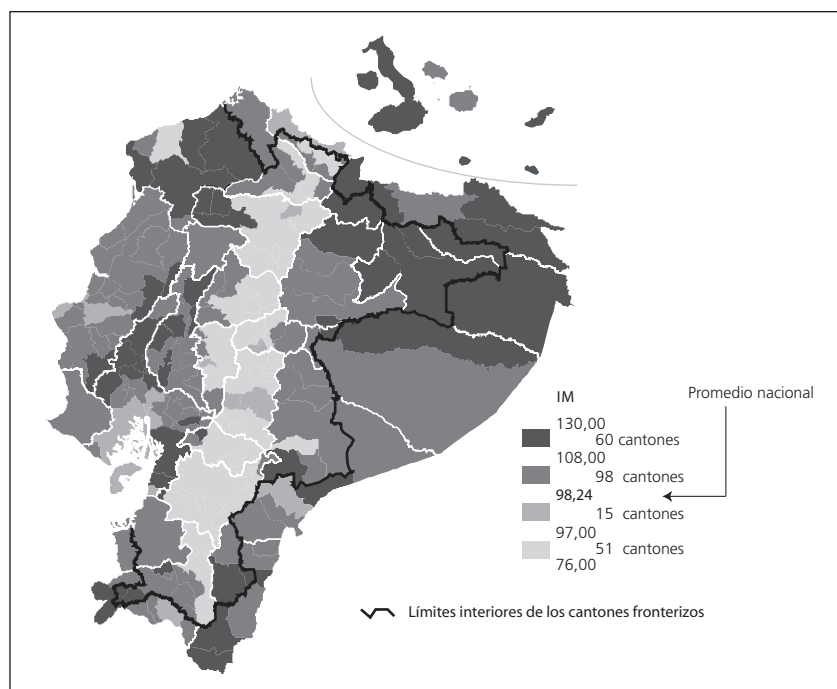 IM
Promedio nacional
130,00
60 cantones
108,00
98 cantones
98,24
15 cantones
97,00
51 cantones
76,00
Límites interiores de los cantones fronterizos